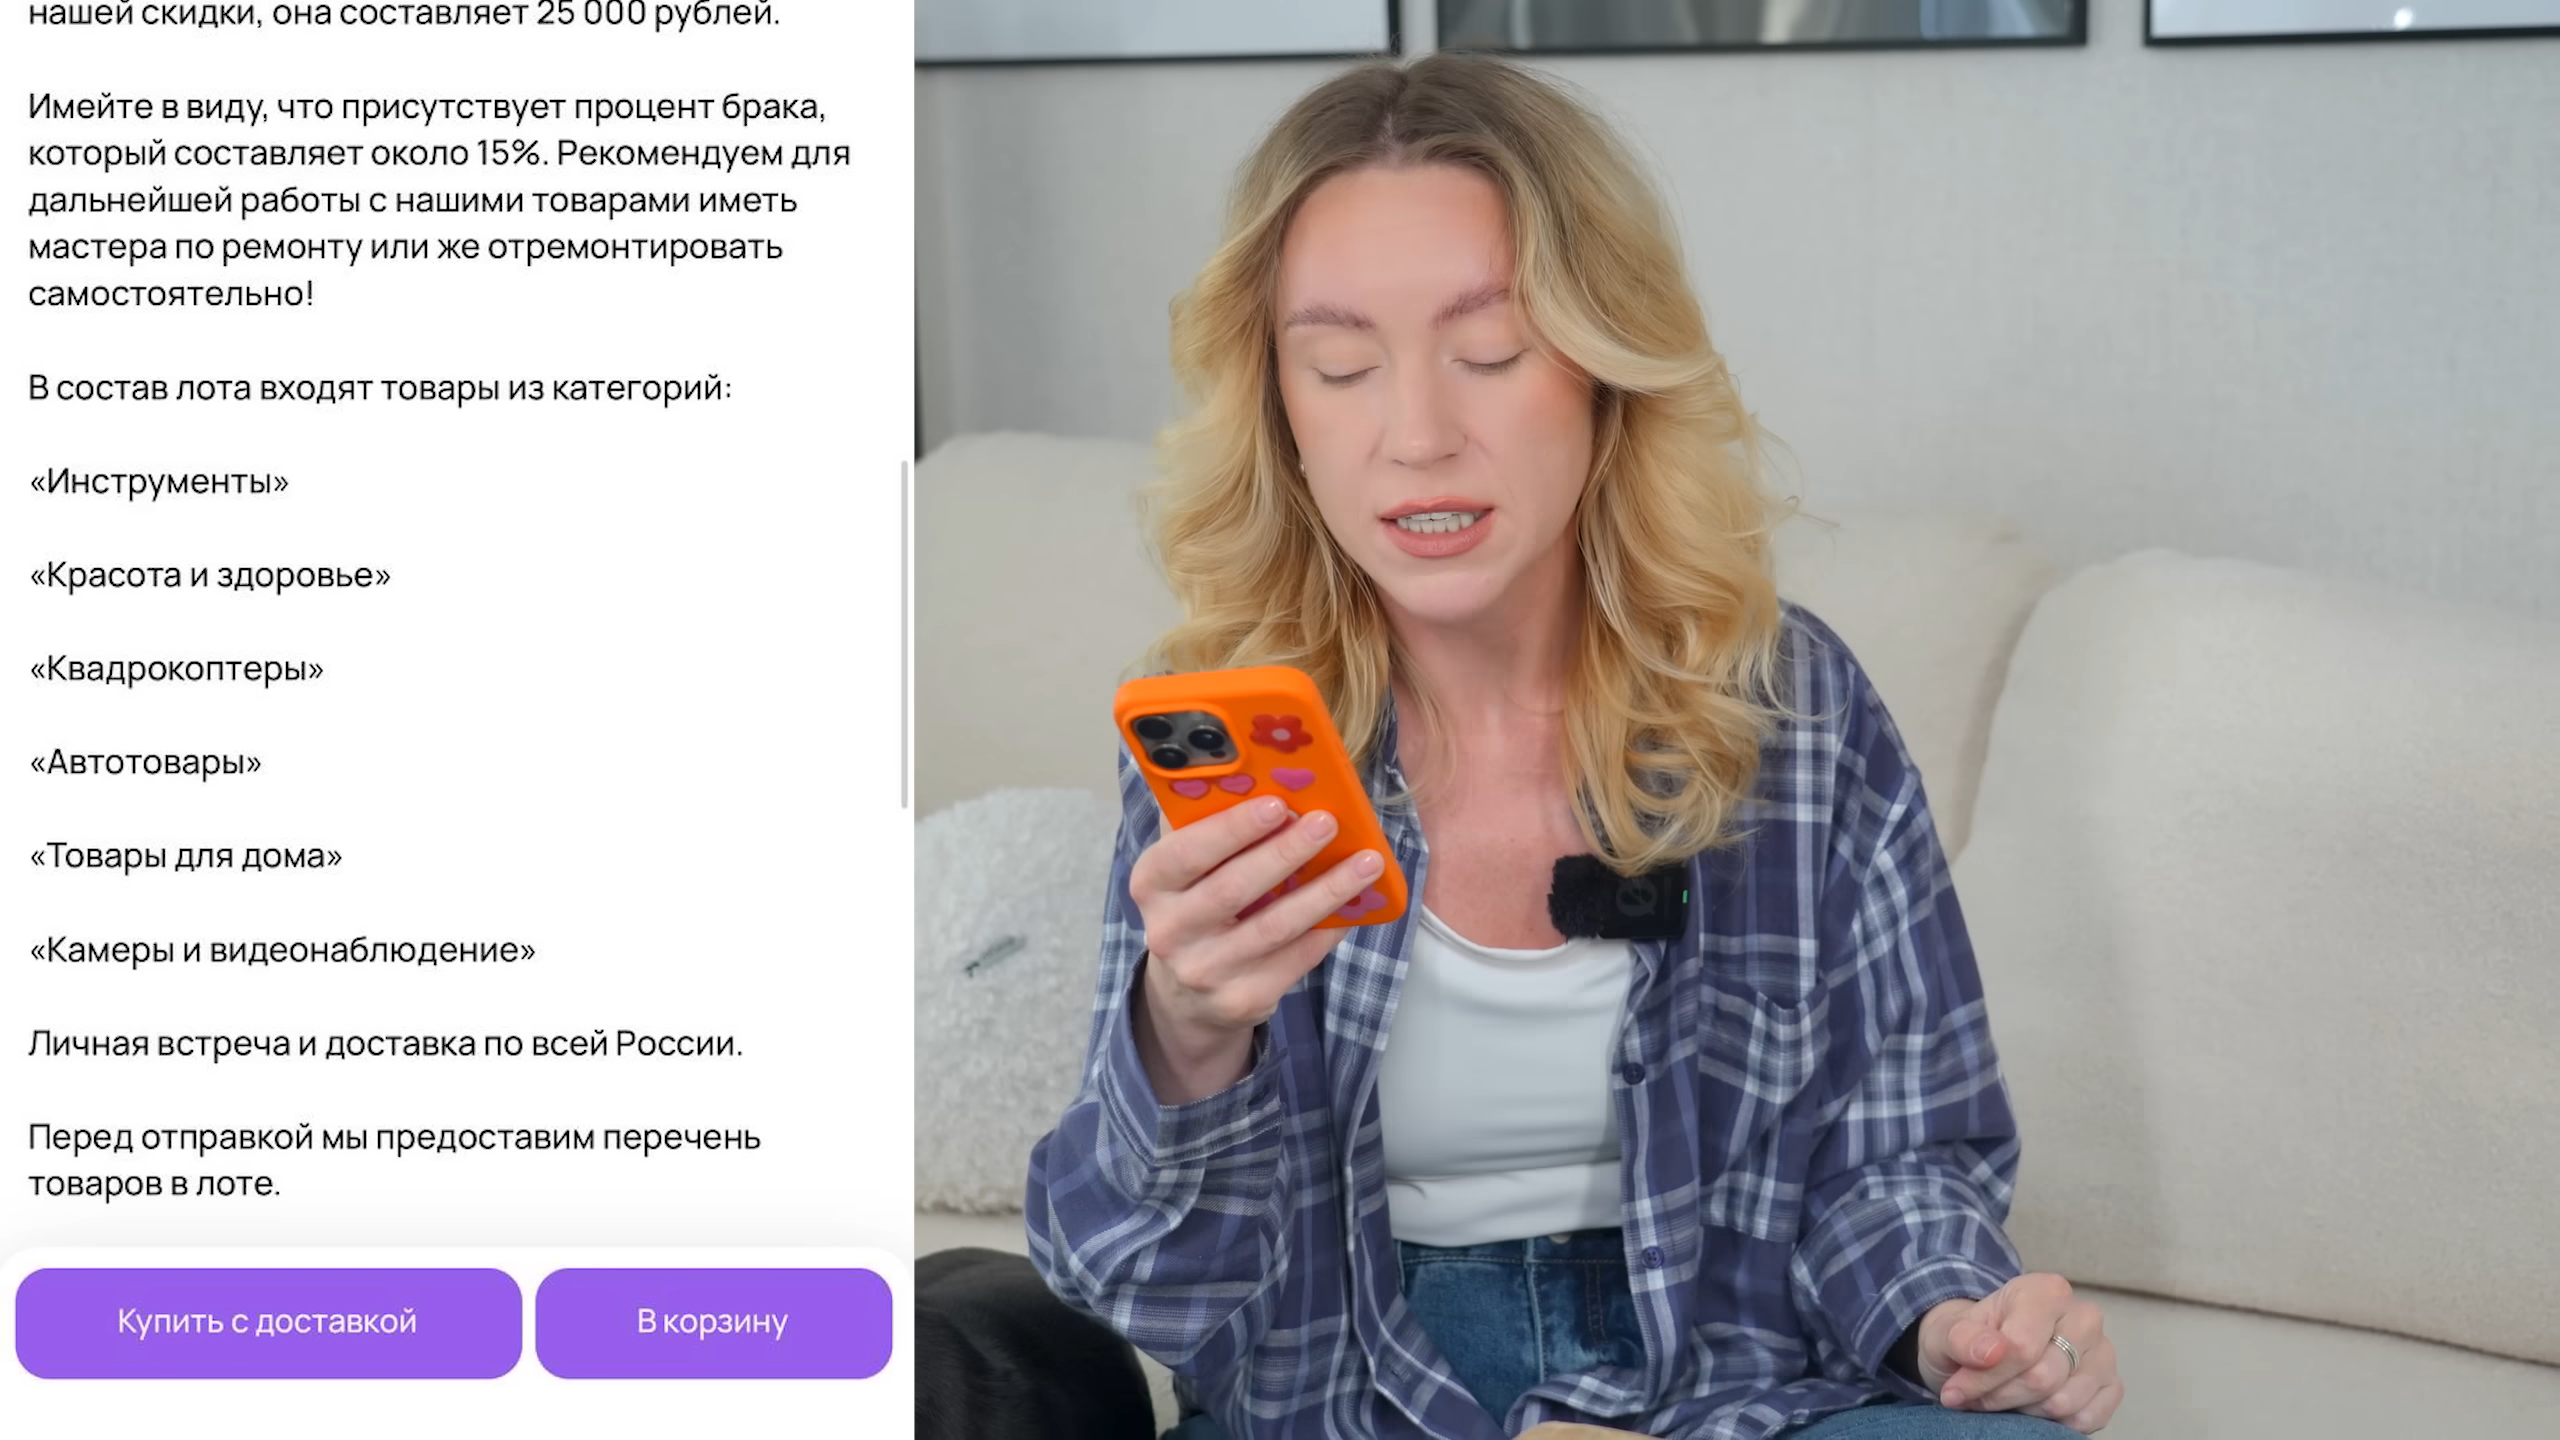 нашей скидки, она составляет 25 000 рублей.
Имейте в виду, что присутствует процент брака,
который составляет около 15%. Рекомендуем для
дальнейшей работы с нашими товарами иметь
мастера по ремонту или же отремонтировать
самостоятельно!
В состав лота входят товары из категорий:
«Инструменты»
«Красота и здоровье»
«Квадрокоптеры»
«Автотовары»
«Товары для дома»
«Камеры и видеонаблюдение»
Личная встреча и доставка по всей России.
Перед отправкой мы предоставим перечень
товаров в лоте.
Купить с доставкой
В корзину